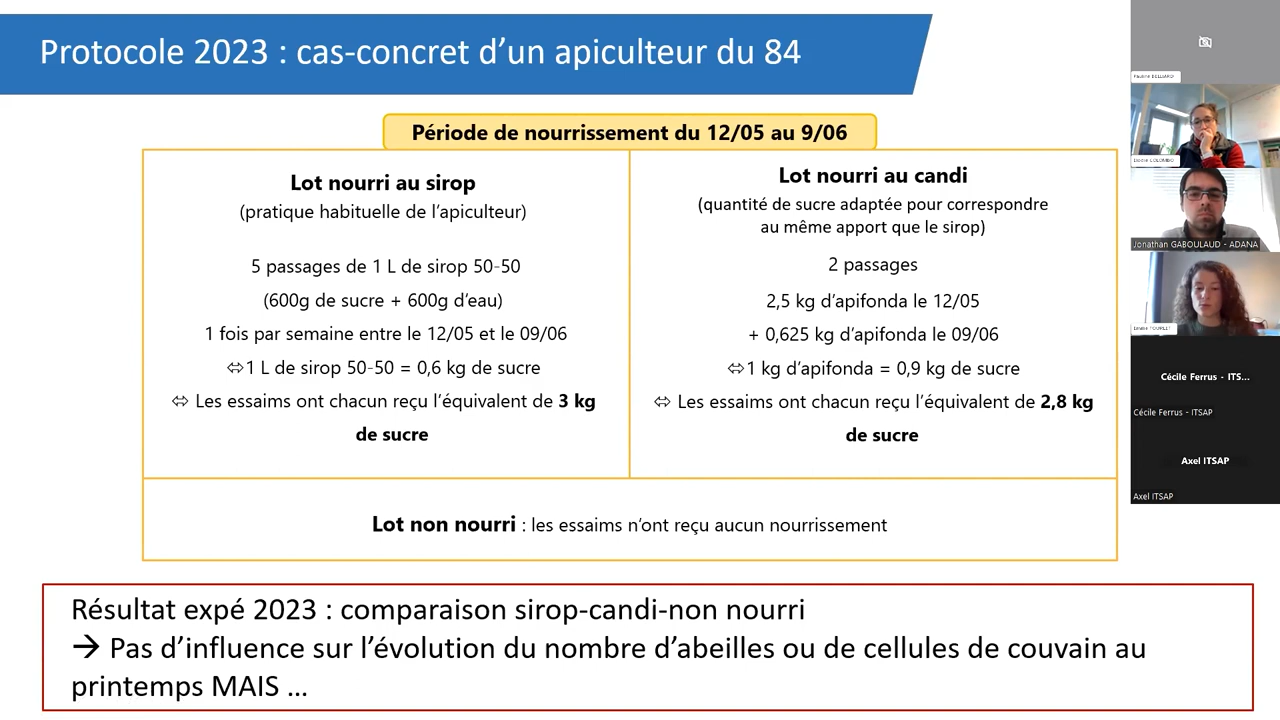 Protocole 2023 : cas-concret d’un apiculteur du 84
Période de nourrissement du 12/05 au 9/06
Lot nourri au sirop
(pratique habituelle de l’apiculteur)
5 passages de 1 L de sirop 50-50
(600g de sucre + 600g d’eau)
1 fois par semaine entre le 12/05 et le 09/06
⇔1 L de sirop 50-50 = 0,6 kg de sucre
⇔ Les essaims ont chacun reçu l’équivalent de 3 kg
de sucre
Lot nourri au candi
(quantité de sucre adaptée pour correspondre
au même apport que le sirop)
2 passages
2,5 kg d’apifonda le 12/05
+ 0,625 kg d’apifonda le 09/06
⇔1 kg d’apifonda = 0,9 kg de sucre
⇔ Les essaims ont chacun reçu l’équivalent de 2,8 kg
de sucre
Lot non nourri : les essaims n’ont reçu aucun nourrissement
Résultat expé 2023 : comparaison sirop-candi-non nourri
→ Pas d’influence sur l’évolution du nombre d’abeilles ou de cellules de couvain au
printemps MAIS ...
Jonathan GABOULAUD - ADANA
Cécile Ferrus - ITS...
Cécile Ferrus - ITSAP
Axel ITSAP
Axel ITSAP